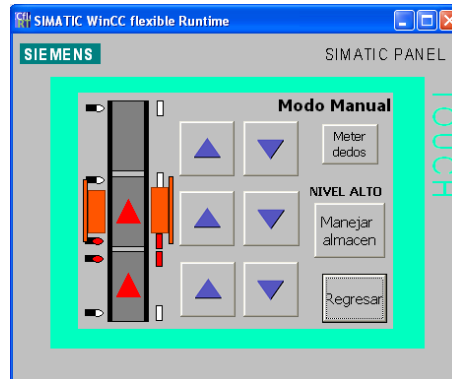 SIMATIC WinCC flexible Runtime
SIEMENS
SIMATIC PANEL
TOUCH
Modo Manual
Meter
dedos
NIVEL ALTO
Manejar
almacen
Regresar